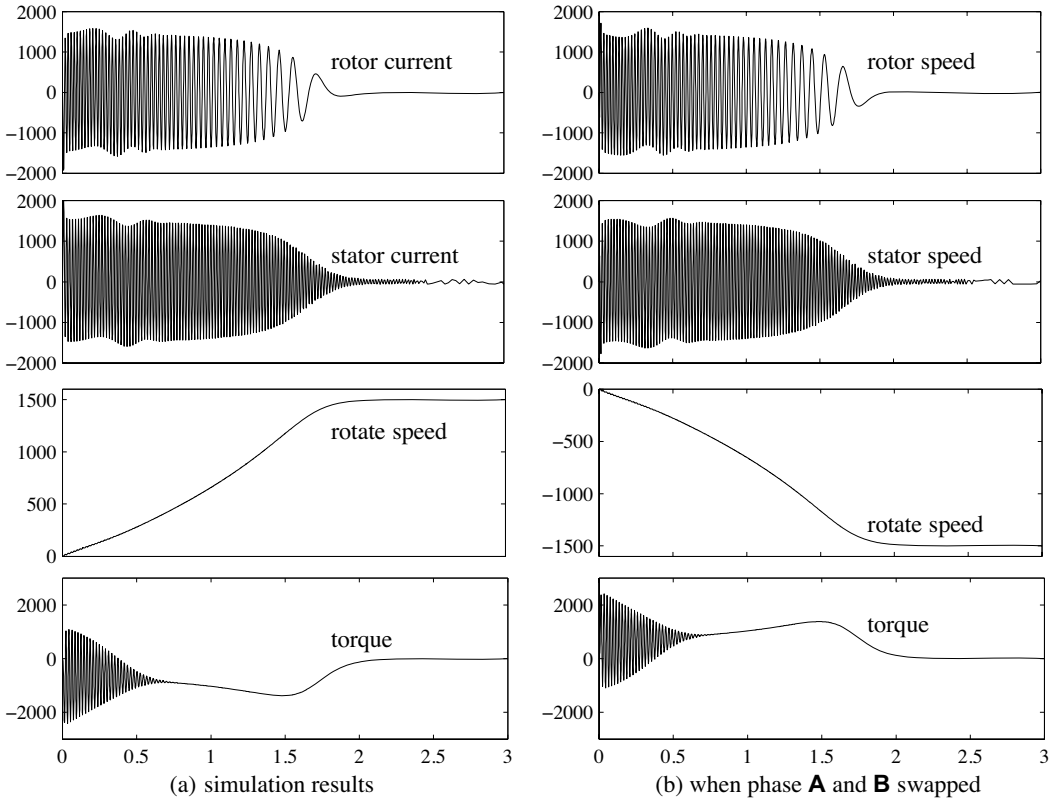 2000
1000
0
−1000
−2000
rotor current
2000
1000
0
−1000
−2000
stator current
1500
1000
500
0
rotate speed
2000
0
−2000
torque
0 0.5 1 1.5 2 2.5 3
(a) simulation results
2000
1000
0
−1000
−2000
rotor speed
2000
1000
0
−1000
−2000
stator speed
0
−500
−1000
−1500
rotate speed
2000
0
−2000
torque
0 0.5 1 1.5 2 2.5 3
(b) when phase A and B swapped